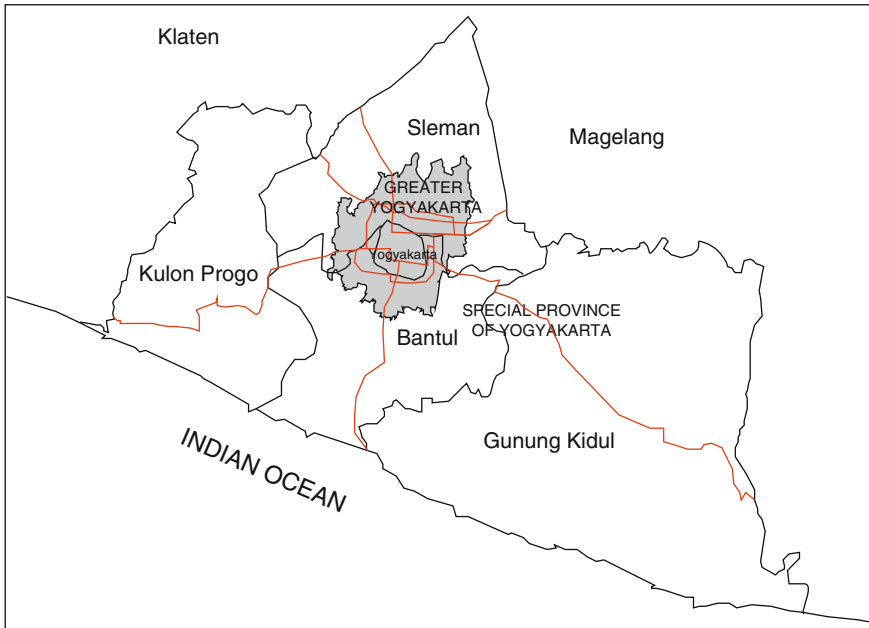 Klaten
Sleman
Magelang
GREATER
YOGYAKARTA
Yogyakarta
Kulon Progo
SPECIAL PROVINCE
OF YOGYAKARTA
Bantul
Gunung Kidul
INDIAN OCEAN